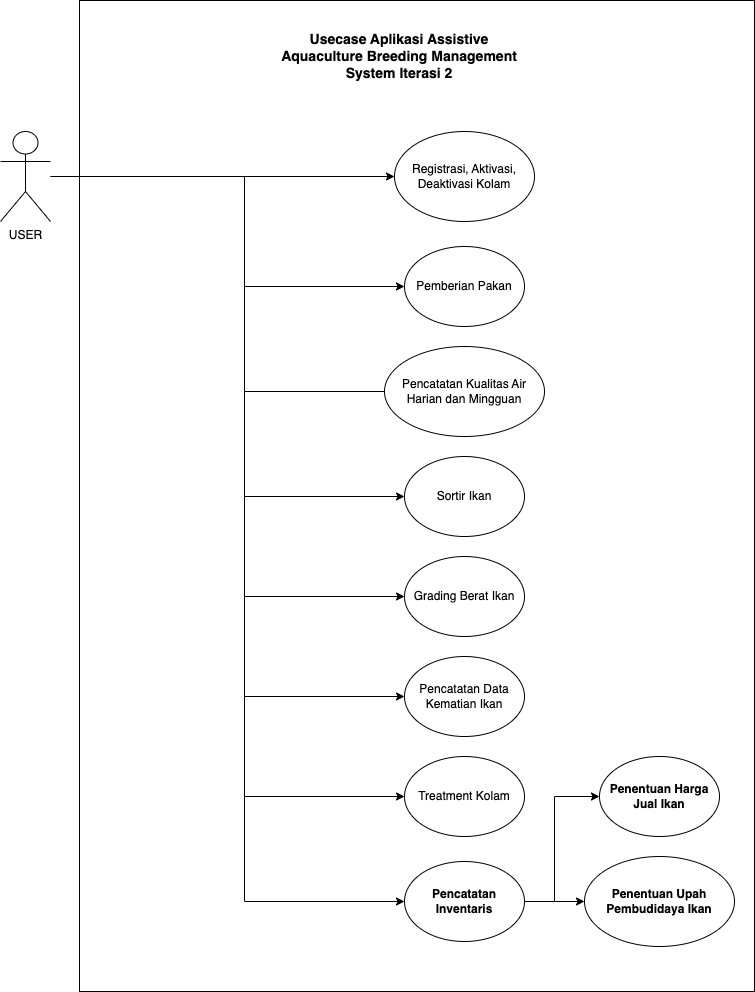 Usecase Aplikasi Assistive
Aquaculture Breeding Management
System Iterasi 2
USER
Registrasi, Aktivasi,
Deaktivasi Kolam
Pemberian Pakan
Pencatatan Kualitas Air
Harian dan Mingguan
Sortir Ikan
Grading Berat Ikan
Pencatatan Data
Kematian Ikan
Treatment Kolam
Penentuan Harga
Jual Ikan
Pencatatan
Inventaris
Penentuan Upah
Pembudidaya Ikan